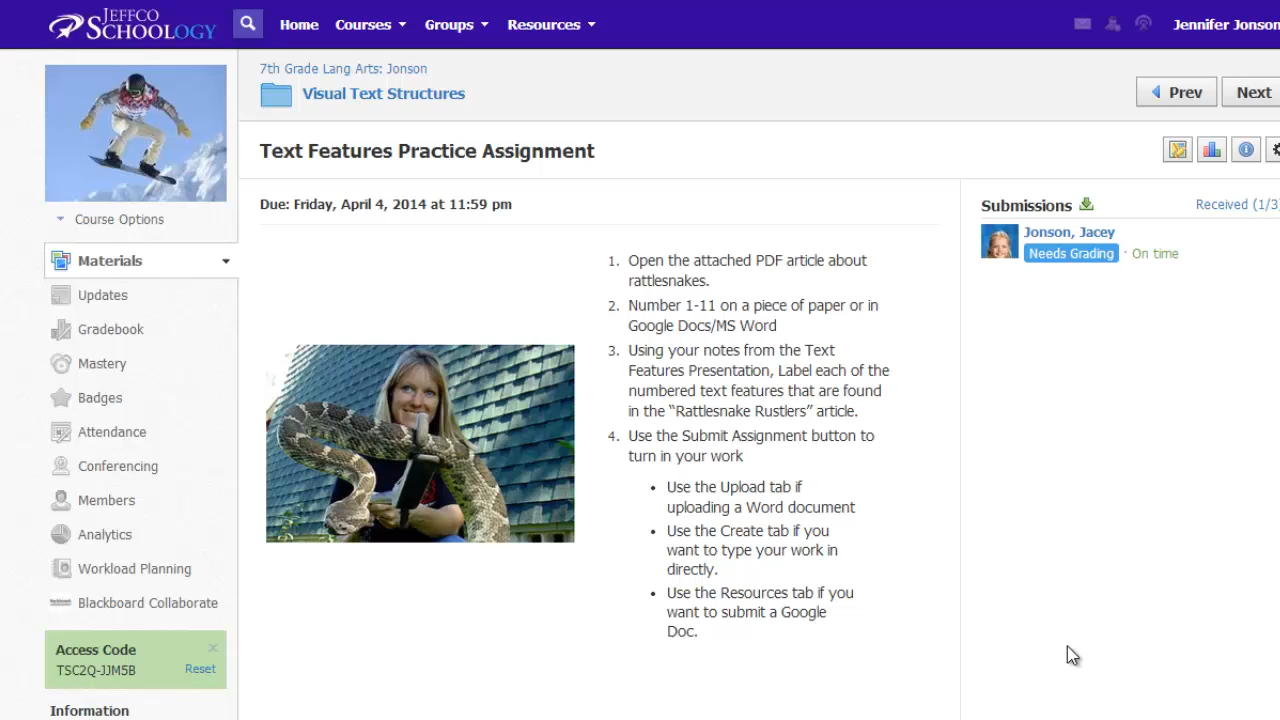 JEFFCO
SCHOOLOGY
Home
Courses
Groups
Resources
Jennifer Jonson
7th Grade Lang Arts: Jonson
Visual Text Structures
Prev
Next
Text Features Practice Assignment
Course Options
Materials
Updates
Gradebook
Mastery
Badges
Attendance
Conferencing
Members
Analytics
Workload Planning
Blackboard Collaborate
Access Code
TSC2Q-JJM5B
Reset
Information
Due: Friday, April 4, 2014 at 11:59 pm
1. Open the attached PDF article about
rattlesnakes.
2. Number 1-11 on a piece of paper or in
Google Docs/MS Word
3. Using your notes from the Text
Features Presentation, Label each of the
numbered text features that are found
in the “Rattlesnake Rustlers” article.
4. Use the Submit Assignment button to
turn in your work
• Use the Upload tab if
uploading a Word document
• Use the Create tab if you
want to type your work in
directly.
• Use the Resources tab if you
want to submit a Google
Doc.
Submissions
Received (1/3)
Jonson, Jacey
Needs Grading · On time